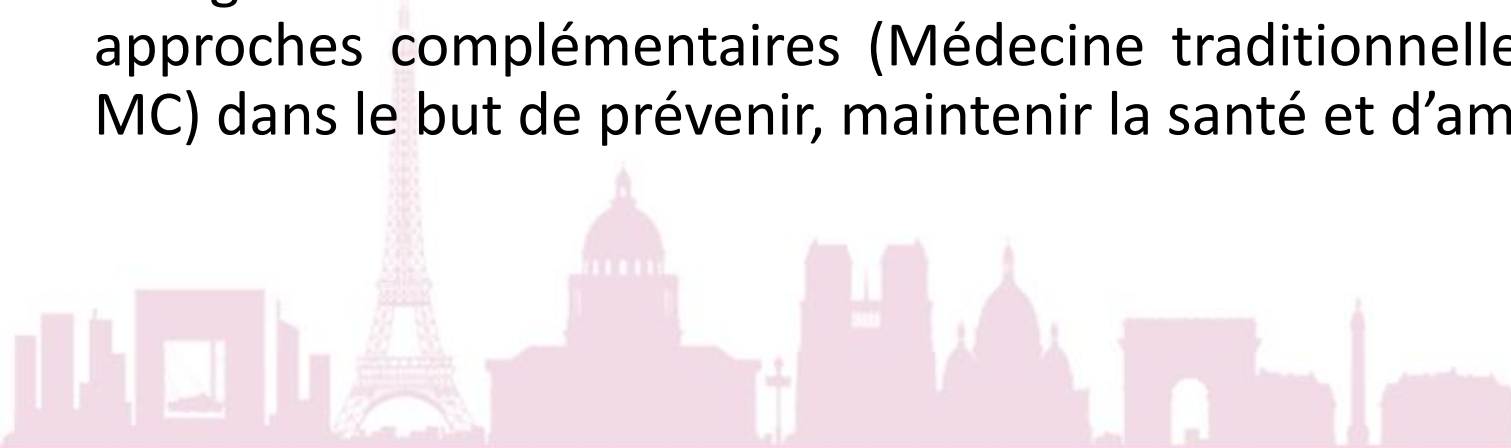 approches complémentaires (Médecine traditionnelle
MC) dans le but de prévenir, maintenir la santé et d’am